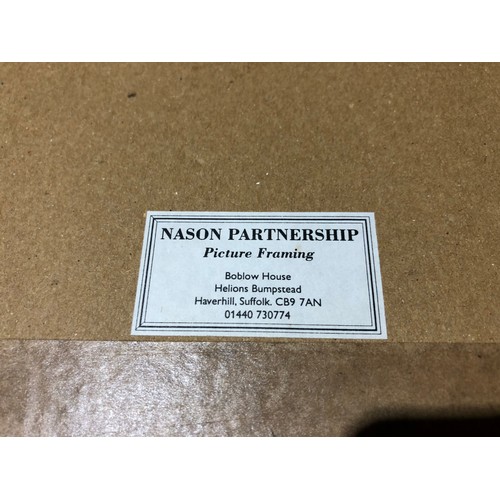 NASON PARTNERSHIP
Picture Framing
Boblow House
Helions Bumpstead
Haverhill, Suffolk. CB9 7AN
01440 730774